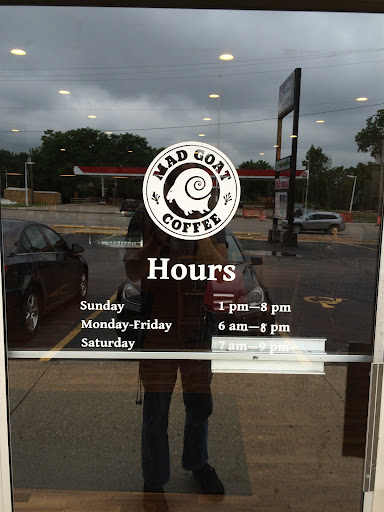 MAD GOAT
COFFEE
Hours
Sunday 1 pm—8 pm
Monday-Friday 6 am—8 pm
Saturday 7 am—9 pm